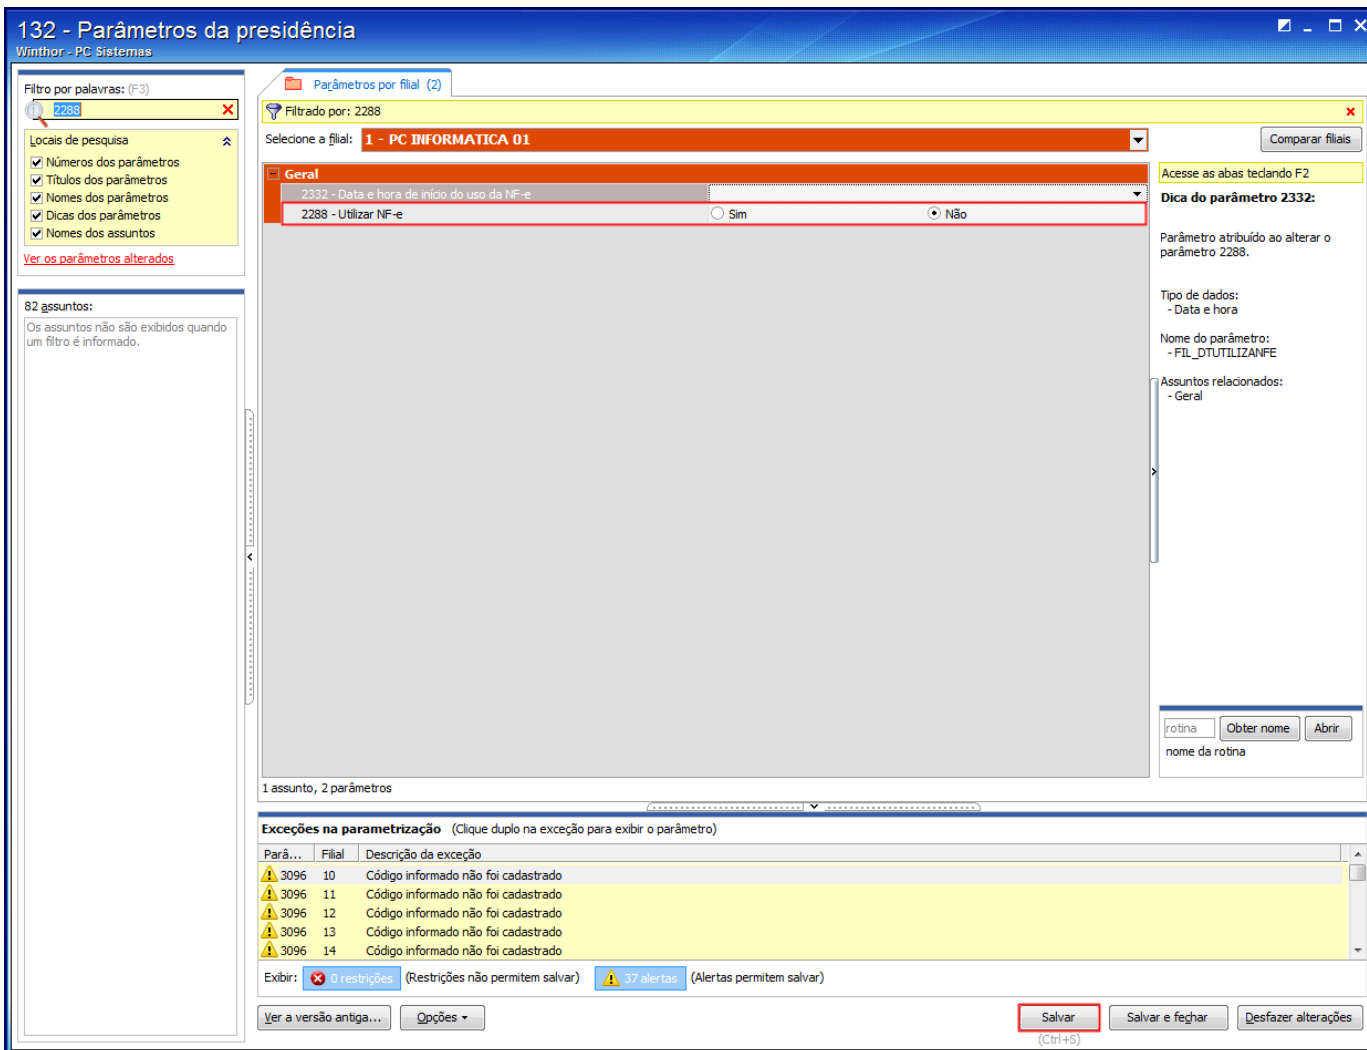 132 - Parâmetros da presidência
Winthor - PC Sistemas
Filtro por palavras: (F3)
2288
Locais de pesquisa
Números dos parâmetros
Títulos dos parâmetros
Nomes dos parâmetros
Dicas dos parâmetros
Nomes dos assuntos
Ver os parâmetros alterados
82 assuntos:
Os assuntos não são exibidos quando
um filtro é informado.
Parâmetros por filial (2)
Filtrado por: 2288
Selecione a filial: 1 - PC INFORMATICA 01
Comparar filiais
Geral
2332 - Data e hora de início do uso da NF-e
2288 - Utilizar NF-e Sim Não
1 assunto, 2 parâmetros
Acesse as abas teclando F2
Dica do parâmetro 2332:
Parâmetro atribuído ao alterar o
parâmetro 2288.
Tipo de dados:
- Data e hora
Nome do parâmetro:
- FIL_DTUTILIZANFE
Assuntos relacionados:
- Geral
rotina Obter nome Abrir
nome da rotina
Exceções na parametrização (Clique duplo na exceção para exibir o parâmetro)
Parâ... Filial Descrição da exceção
3096 10 Código informado não foi cadastrado
3096 11 Código informado não foi cadastrado
3096 12 Código informado não foi cadastrado
3096 13 Código informado não foi cadastrado
3096 14 Código informado não foi cadastrado
Exibir: 0 restrições (Restrições não permitem salvar) 37 alertas (Alertas permitem salvar)
Ver a versão antiga... Opções Salvar Salvar e fechar Desfazer alterações
(Ctrl+S)